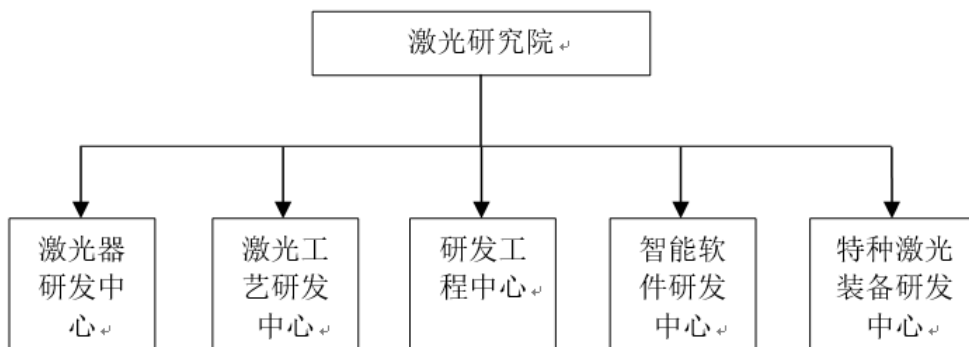 激光研究院
激光器
研发中
心
激光工
艺研发
中心
研发工
程中心
智能软
件研发
中心
特种激光
装备研发
中心